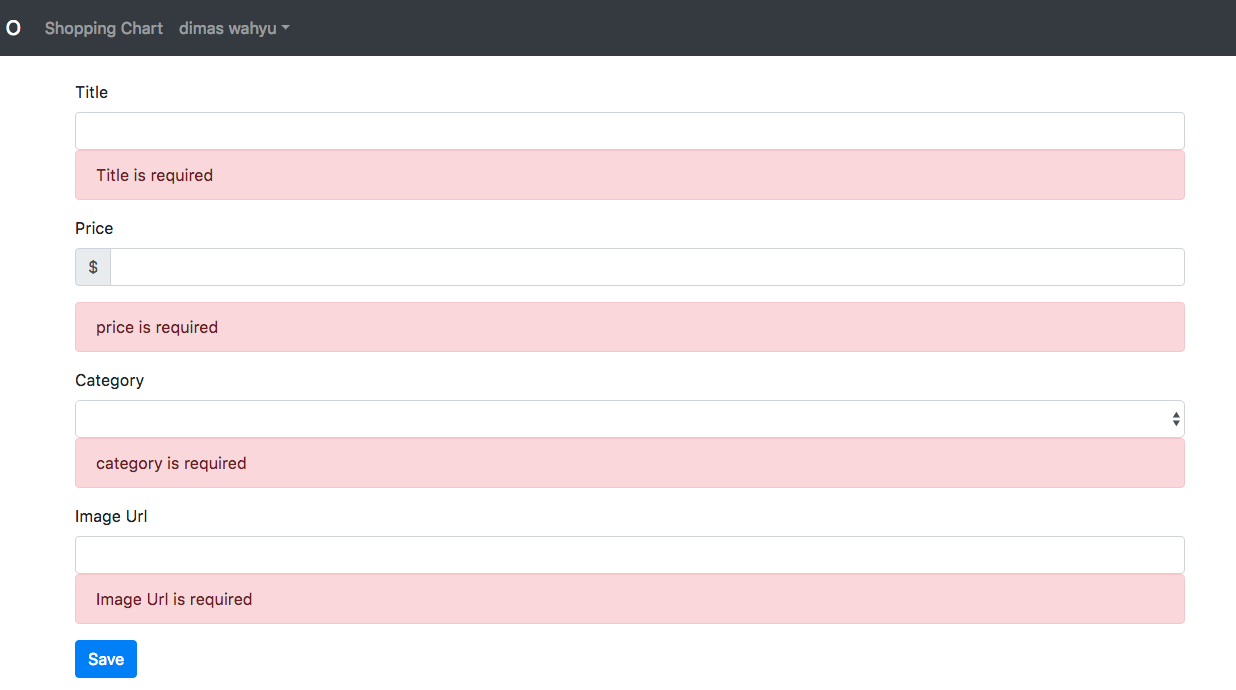 O Shopping Chart dimas wahyu
Title
Title is required
Price
$
price is required
Category
category is required
Image Url
Image Url is required
Save